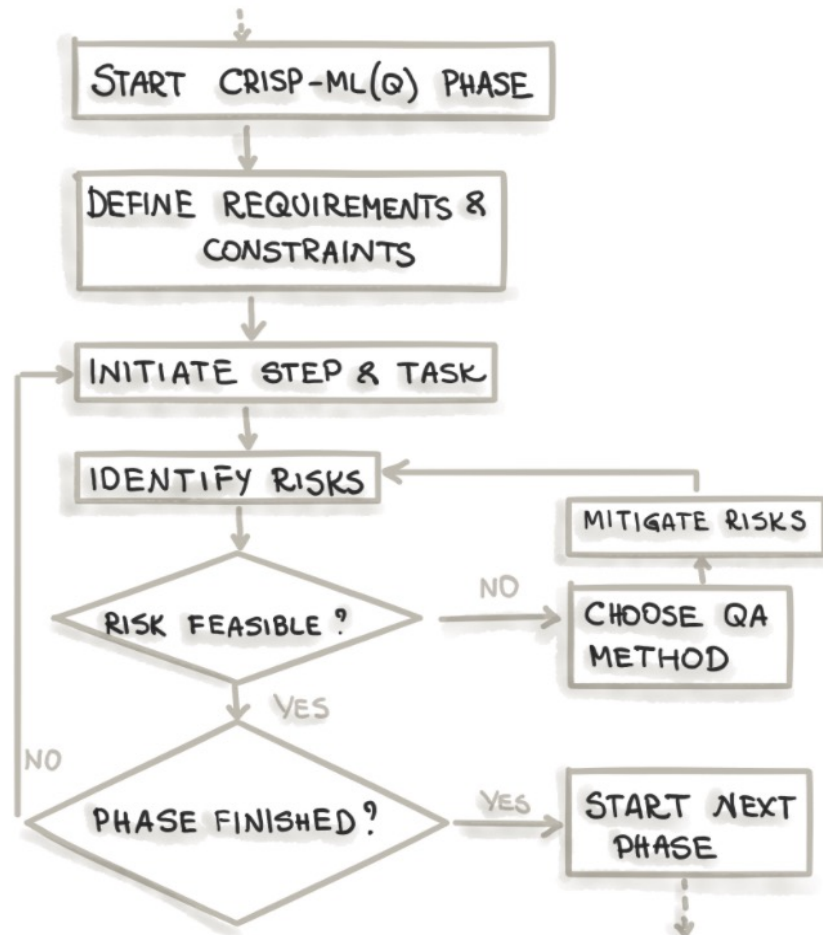 START CRISP-ML(Q) PHASE
DEFINE REQUIREMENTS &
CONSTRAINTS
INITIATE STEP & TASK
IDENTIFY RISKS
MITIGATE RISKS
RISK FEASIBLE?
NO
CHOOSE QA
METHOD
YES
NO
PHASE FINISHED?
YES
START NEXT
PHASE